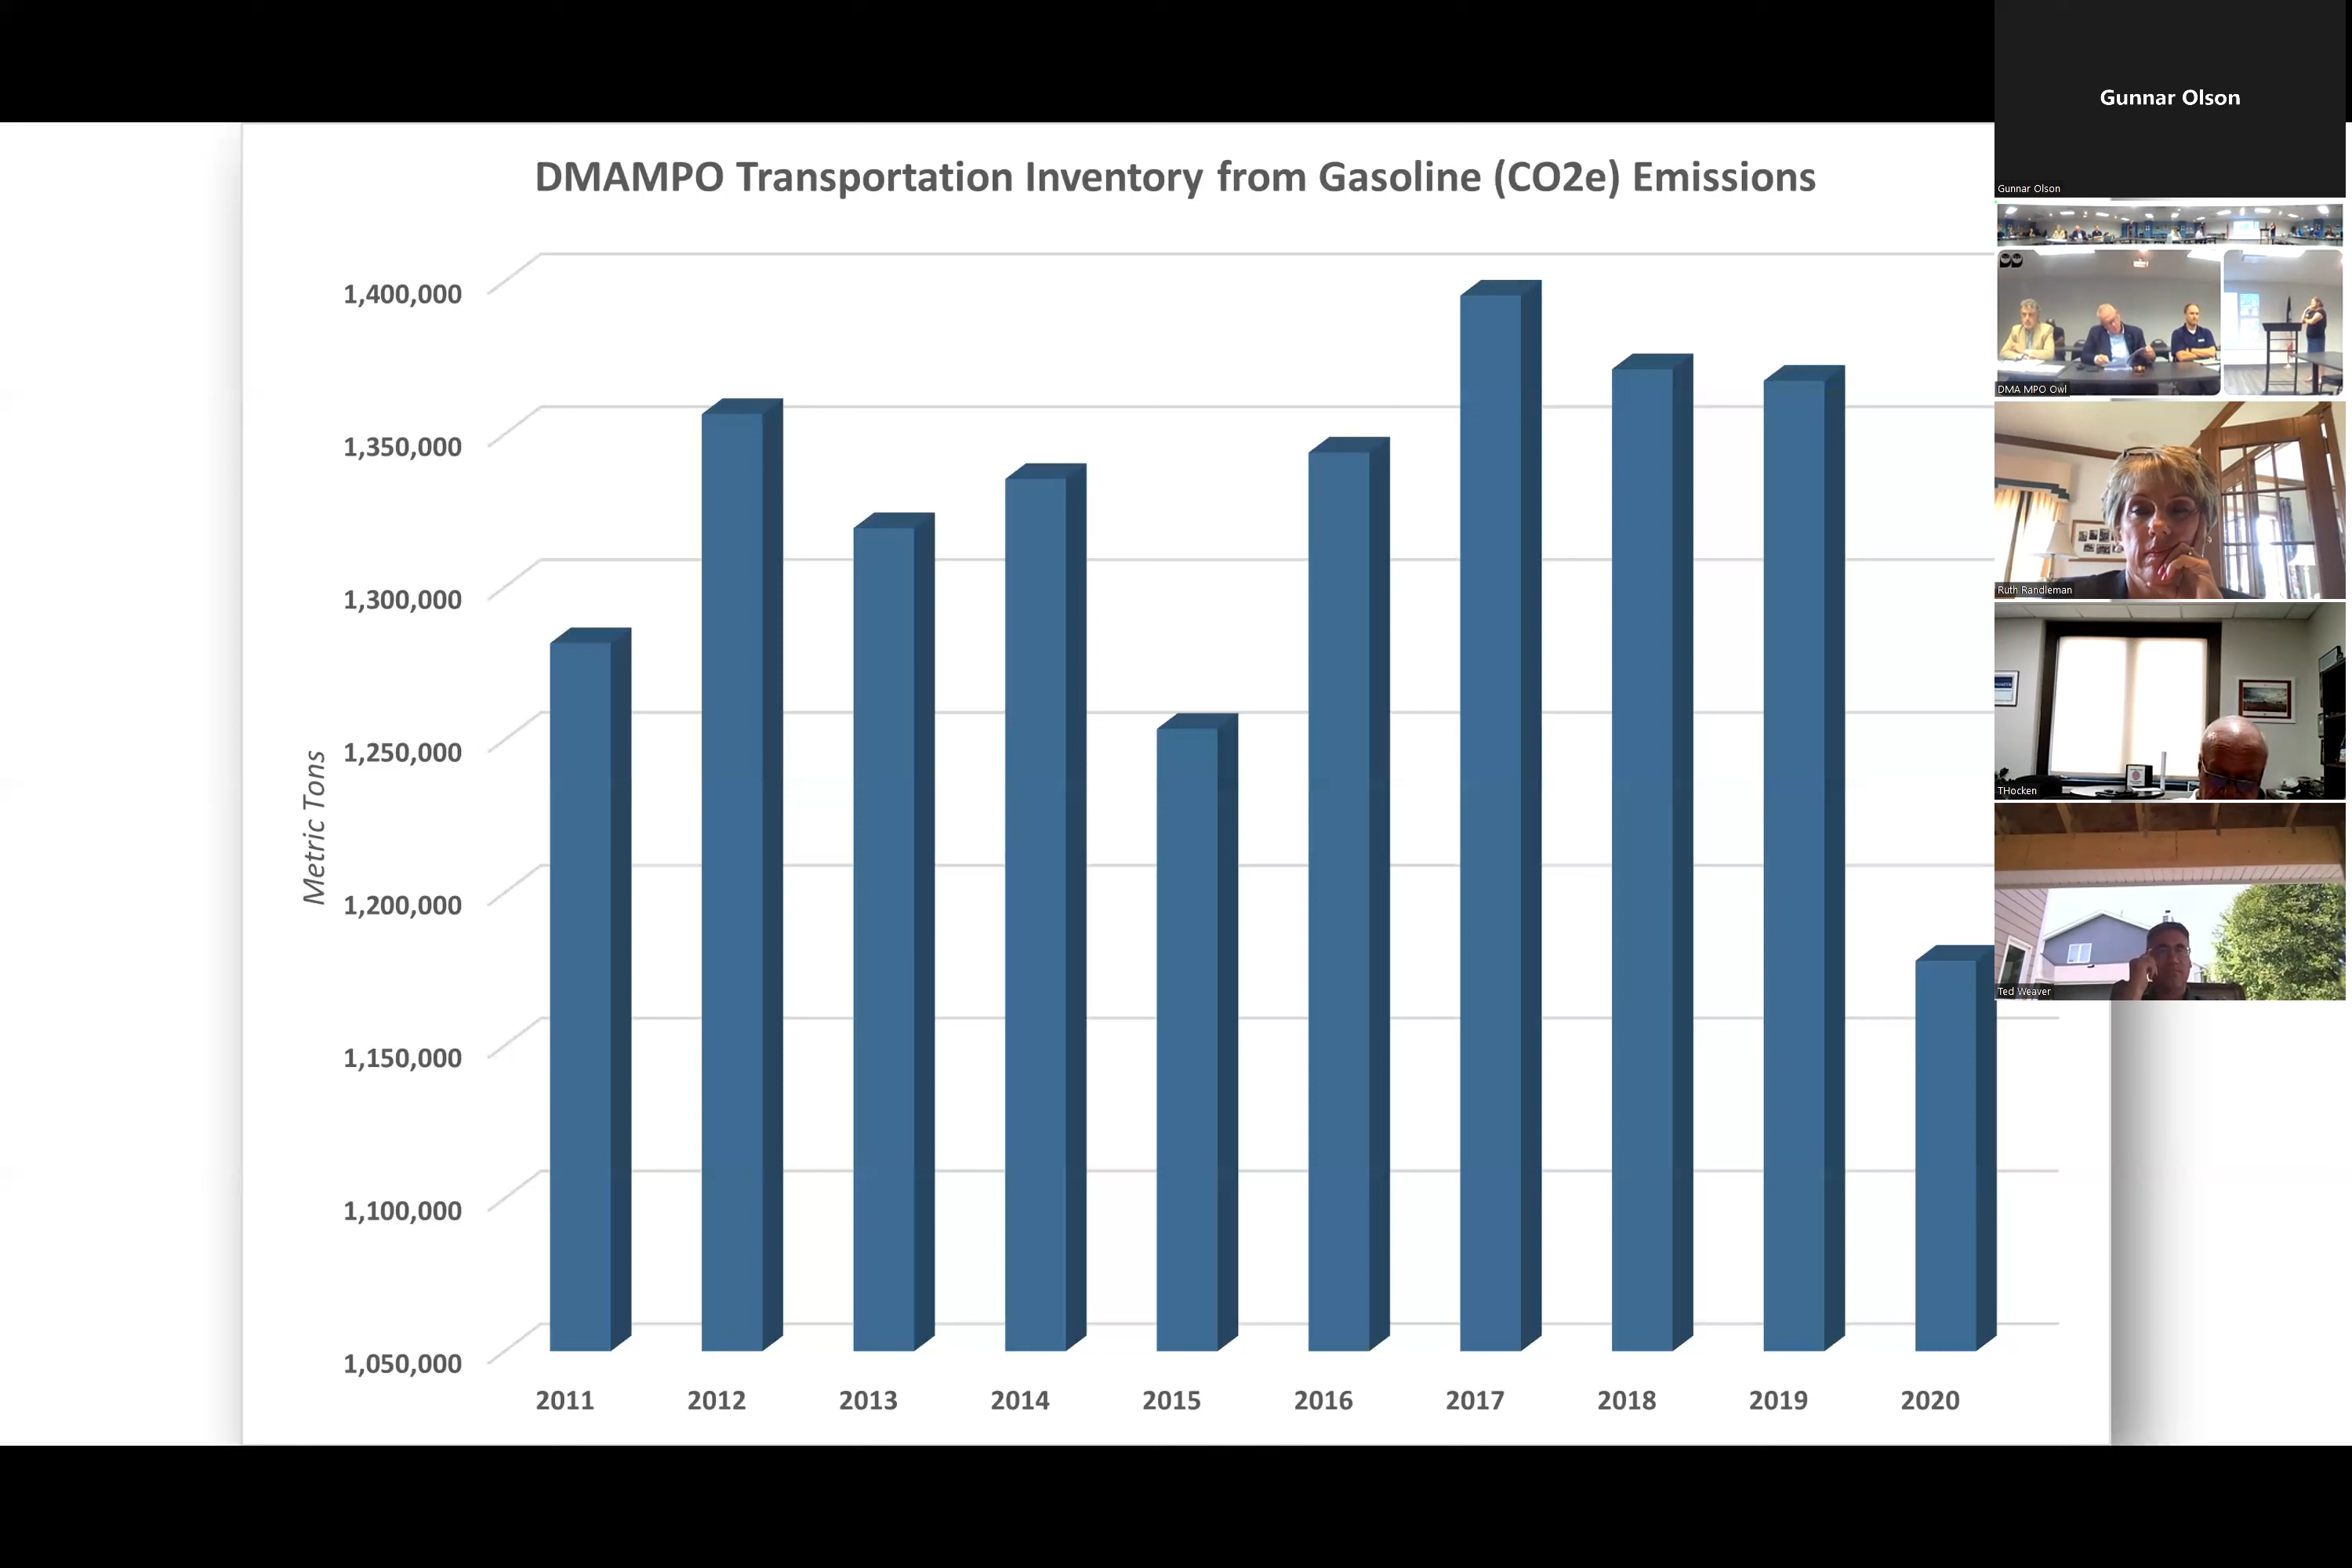 DMAMPO Transportation Inventory from Gasoline (CO2e) Emissions
Metric Tons
1,400,000
1,350,000
1,300,000
1,250,000
1,200,000
1,150,000
1,100,000
1,050,000
2011 2012 2013 2014 2015 2016 2017 2018 2019 2020
Gunnar Olson
Gunnar Olson
DMA MPO Owl
Ruth Randleman
THocken
Ted Weaver